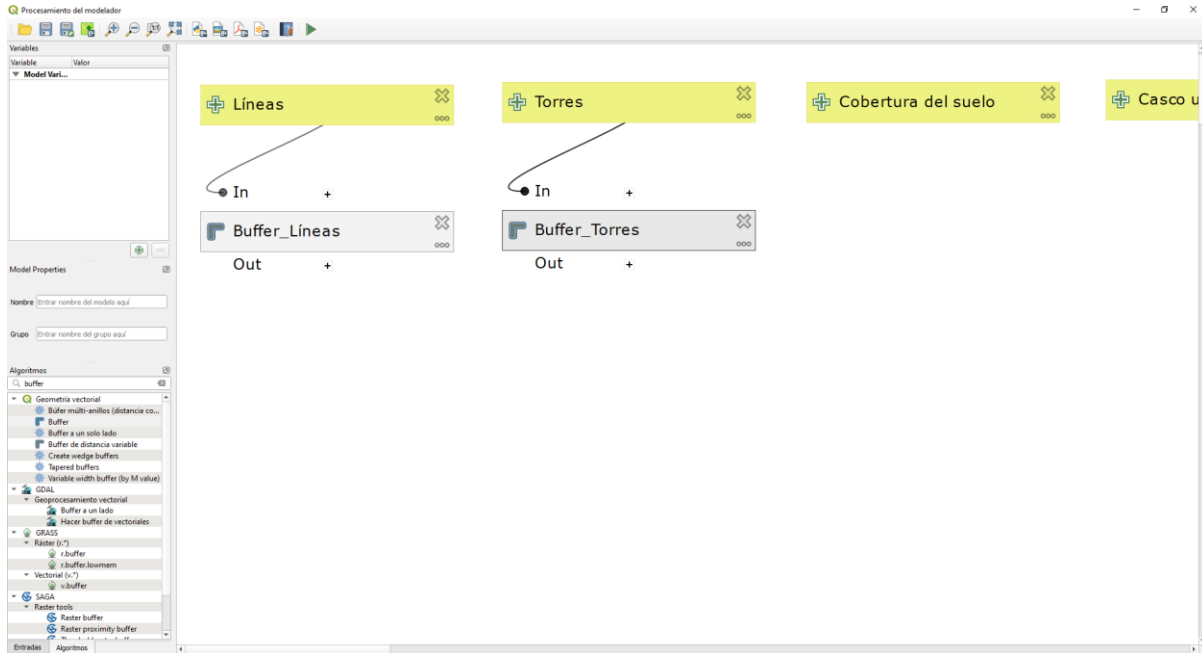 Procesamiento del modelador
Variables
Variable Valor
Model Vari...
Model Properties
Nombre Entrar nombre del modelo aquí
Grupo Entrar nombre del grupo aquí
Algoritmos
buffer
Geometría vectorial
Búfer múlti-anillos (distancia co...
Buffer
Buffer a un solo lado
Buffer de distancia variable
Create wedge buffers
Tapered buffers
Variable width buffer (by M value)
GDAL
Geoprocesamiento vectorial
Buffer a un lado
Hacer buffer de vectoriales
GRASS
Ráster (r.*)
r.buffer
r.buffer.lowmem
Vectorial (v.*)
v.buffer
SAGA
Raster tools
Raster buffer
Raster proximity buffer
Entradas Algoritmos
Líneas
In +
Buffer_Líneas
Out +
Torres
In +
Buffer_Torres
Out +
Cobertura del suelo
Casco u